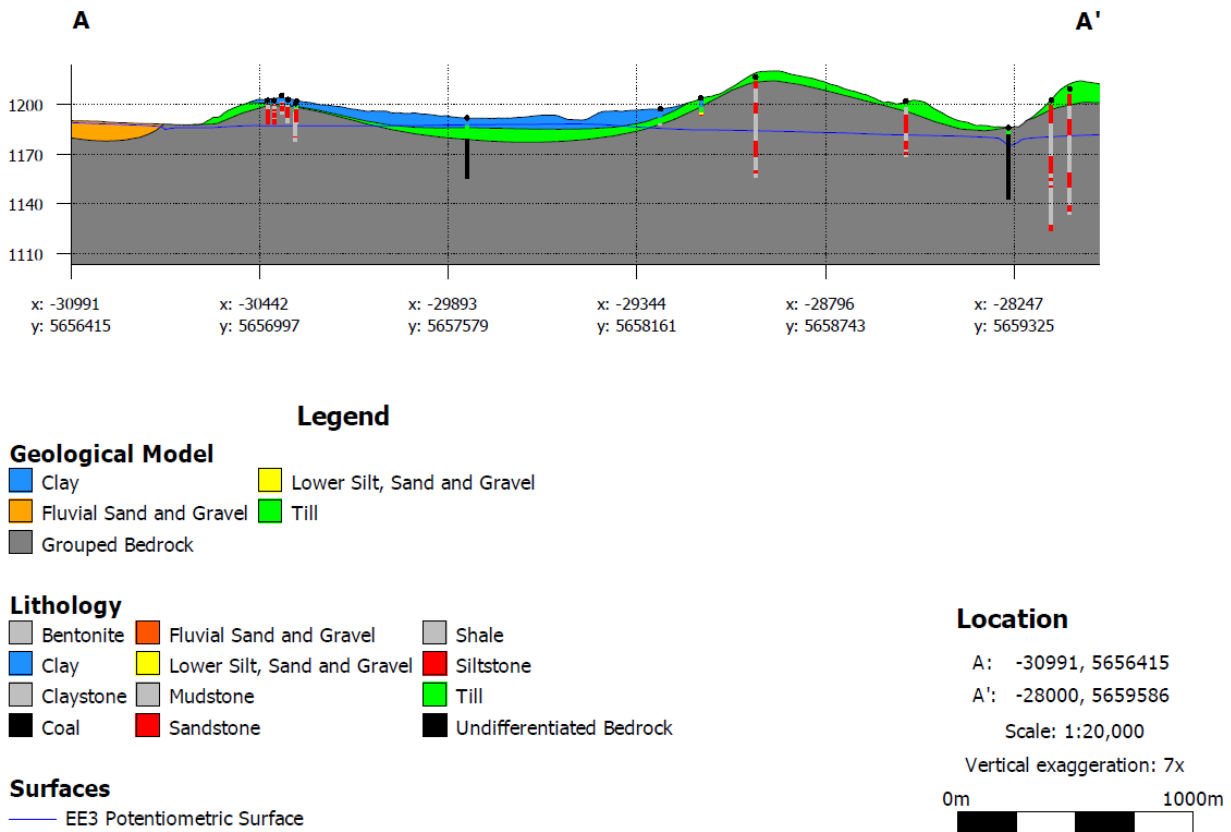 A A'
1200
1170
1140
1110
x: -30991 x: -30442 x: -29893 x: -29344 x: -28796 x: -28247
y: 5656415 y: 5656997 y: 5657579 y: 5658161 y: 5658743 y: 5659325
Legend
Geological Model
Clay Lower Silt, Sand and Gravel
Fluvial Sand and Gravel Till
Grouped Bedrock
Lithology
Bentonite Fluvial Sand and Gravel Shale
Clay Lower Silt, Sand and Gravel Siltstone
Claystone Mudstone Till
Coal Sandstone Undifferentiated Bedrock
Surfaces
EE3 Potentiometric Surface
Location
A: -30991, 5656415
A': -28000, 5659586
Scale: 1:20,000
Vertical exaggeration: 7x
0m 1000m